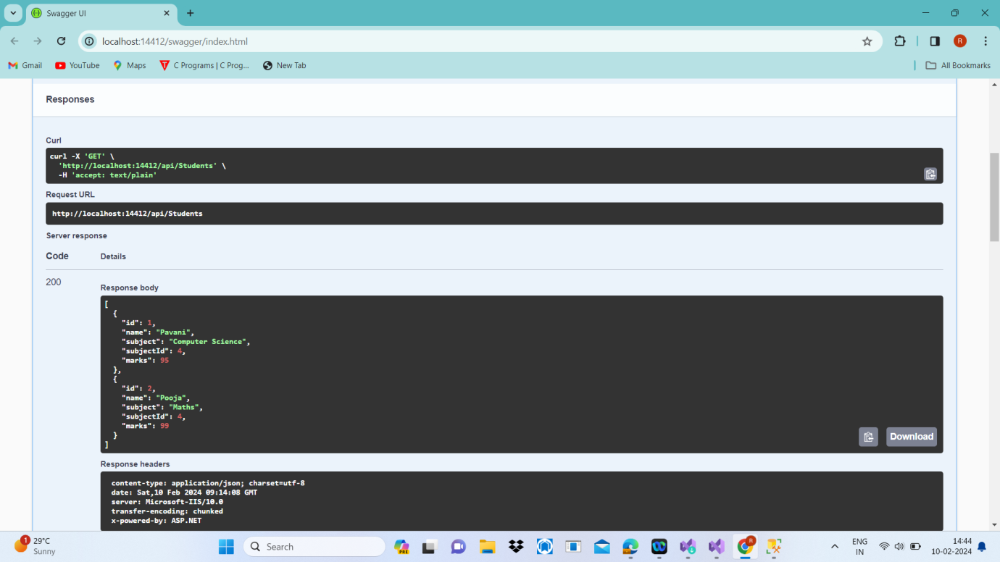 Swagger UI
localhost:14412/swagger/index.html
R
Gmail
YouTube
Maps
C Programs | C Prog...
New Tab
All Bookmarks
Responses
Curl
curl -X 'GET' \
'http://localhost:14412/api/Students' \
-H 'accept: text/plain'
Request URL
http://localhost:14412/api/Students
Server response
Code Details
200
Response body
[
{
"id": 1,
"name": "Pavani",
"subject": "Computer Science",
"subjectId": 4,
"marks": 95
},
{
"id": 2,
"name": "Pooja",
"subject": "Maths",
"subjectId": 4,
"marks": 99
}
]
Download
Response headers
content-type: application/json; charset=utf-8
date: Sat,10 Feb 2024 09:14:08 GMT
server: Microsoft-IIS/10.0
transfer-encoding: chunked
x-powered-by: ASP.NET
1
29°C
Sunny
Search
PRE
R
ENG
IN
14:44
10-02-2024